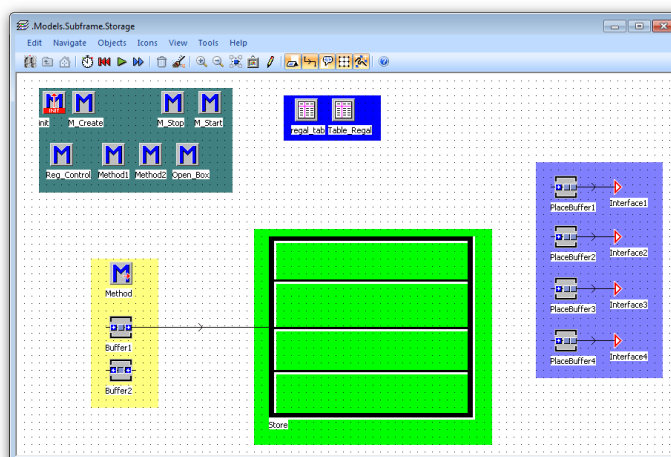 .Models.Subframe.Storage
Edit Navigate Objects Icons View Tools Help
M M M M
INIT
init M_Create M_Stop M_Start
regal_tab Table_Regal
M M M M
Reg_Control Method1 Method2 Open_Box
PlaceBuffer1 Interface1
PlaceBuffer2 Interface2
M
Method
PlaceBuffer3 Interface3
Buffer1
PlaceBuffer4 Interface4
Buffer2
Store